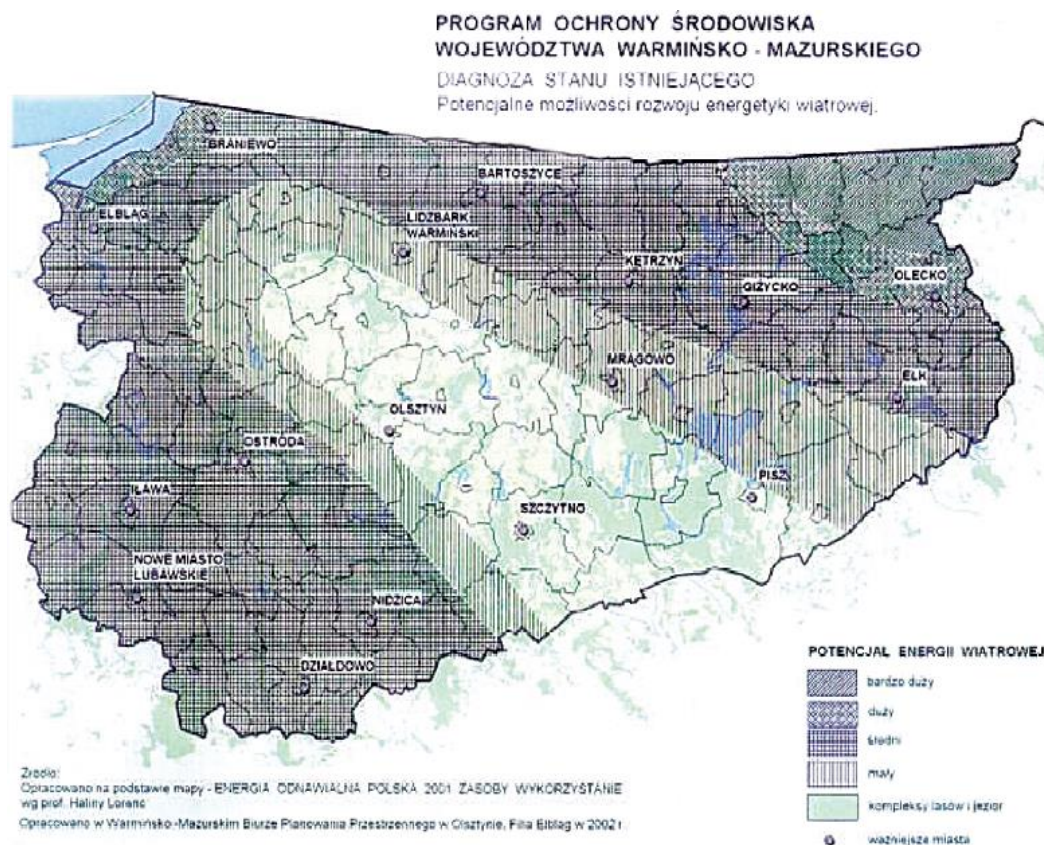 PROGRAM OCHRONY ŚRODOWISKA
WOJEWÓDZTWA WARMIŃSKO - MAZURSKIEGO
DIAGNOZA STANU ISTNIEJĄCEGO
Potencjalne możliwości rozwoju energetyki wiatrowej.
BRANIEWO
BARTOSZYCE
ELBLĄG
LIDZBARK
WARMIŃSKI
KĘTRZYN
GIŻYCKO
OLECKO
MRĄGOWO
EŁK
OLSZTYN
OSTRÓDA
PISZ
IŁAWA
SZCZYTNO
NOWE MIASTO
LUBAWSKIE
NIDZICA
DZIAŁDOWO
POTENCJAŁ ENERGII WIATROWEJ
bardzo duży
duży
średni
mały
kompleksy lasów i jezior
ważniejsze miasta
Źródło:
Opracowano na podstawie mapy - ENERGIA ODNAWIALNA POLSKA 2001 ZASOBY WYKORZYSTANIE
wg prof. Haliny Lorenc
Opracowano w Warmińsko-Mazurskim Biurze Planowania Przestrzennego w Olsztynie, Filia Elbląg w 2002 r.